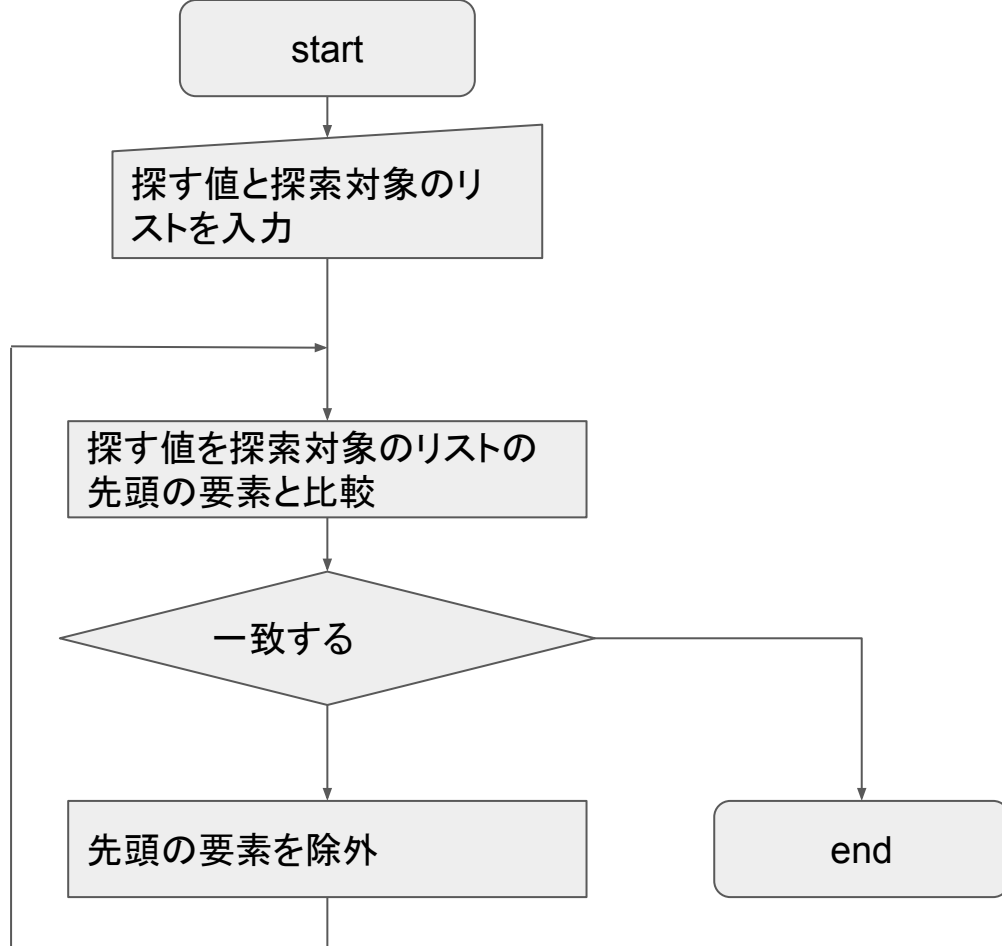 start
探す値と探索対象のリ
ストを入力
探す値を探索対象のリストの
先頭の要素と比較
一致する
先頭の要素を除外
end